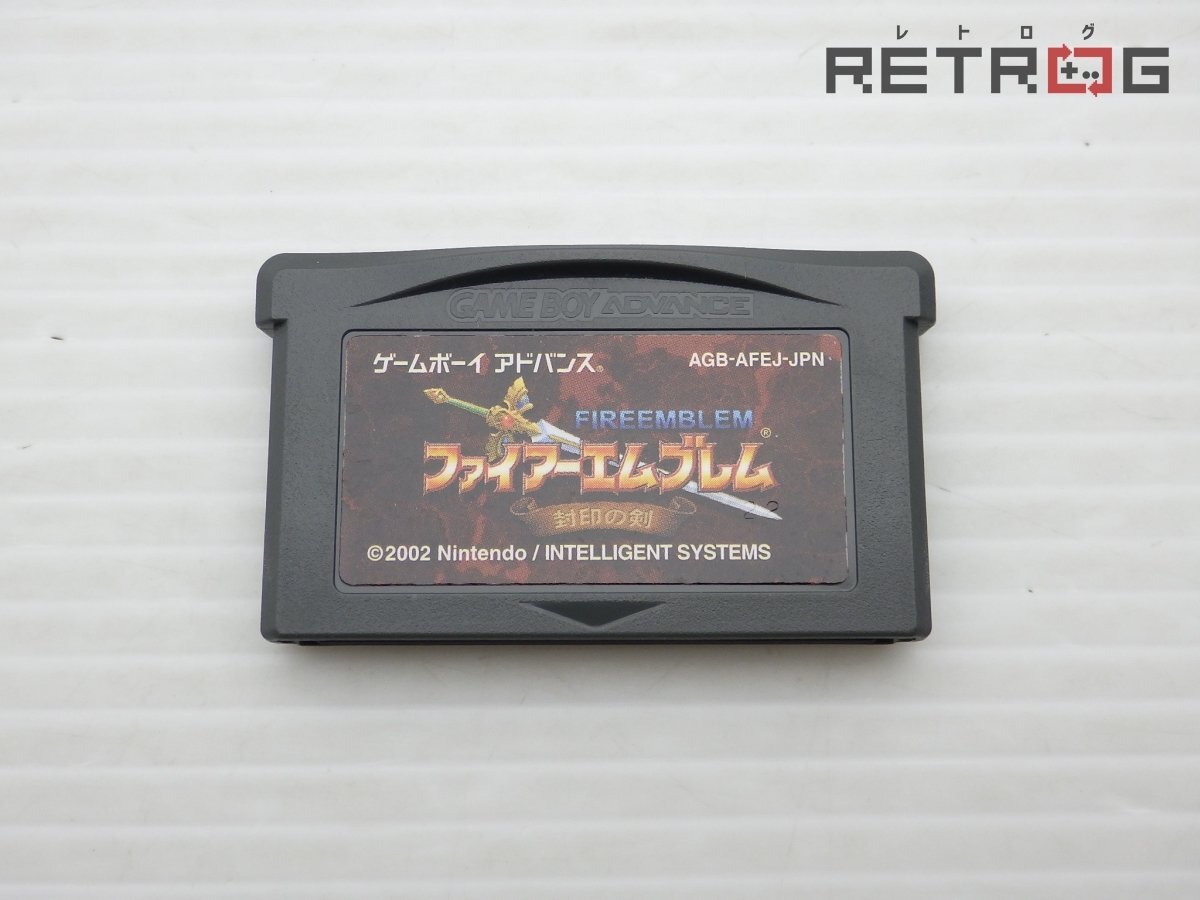 レトログ
RETROG
GAME BOY ADVANCE
ゲームボーイ アドバンス®
AGB-AFEJ-JPN
FIREEMBLEM
ファイアーエムブレム®
封印の剣
©2002 Nintendo / INTELLIGENT SYSTEMS